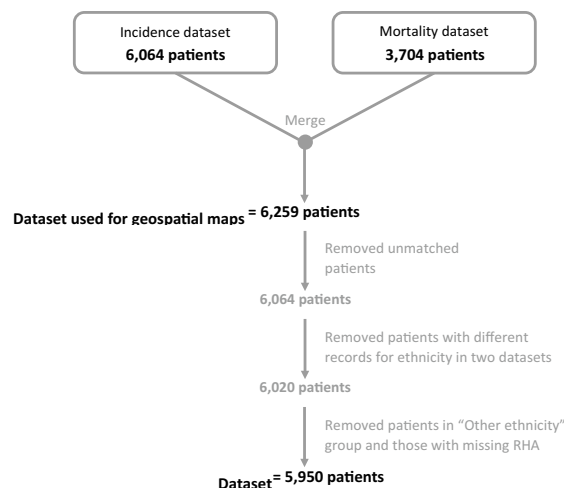 Incidence dataset
6,064 patients
Mortality dataset
3,704 patients
Merge
Dataset used for geospatial maps = 6,259 patients
Removed unmatched
patients
6,064 patients
Removed patients with different
records for ethnicity in two datasets
6,020 patients
Removed patients in “Other ethnicity”
group and those with missing RHA
Dataset = 5,950 patients